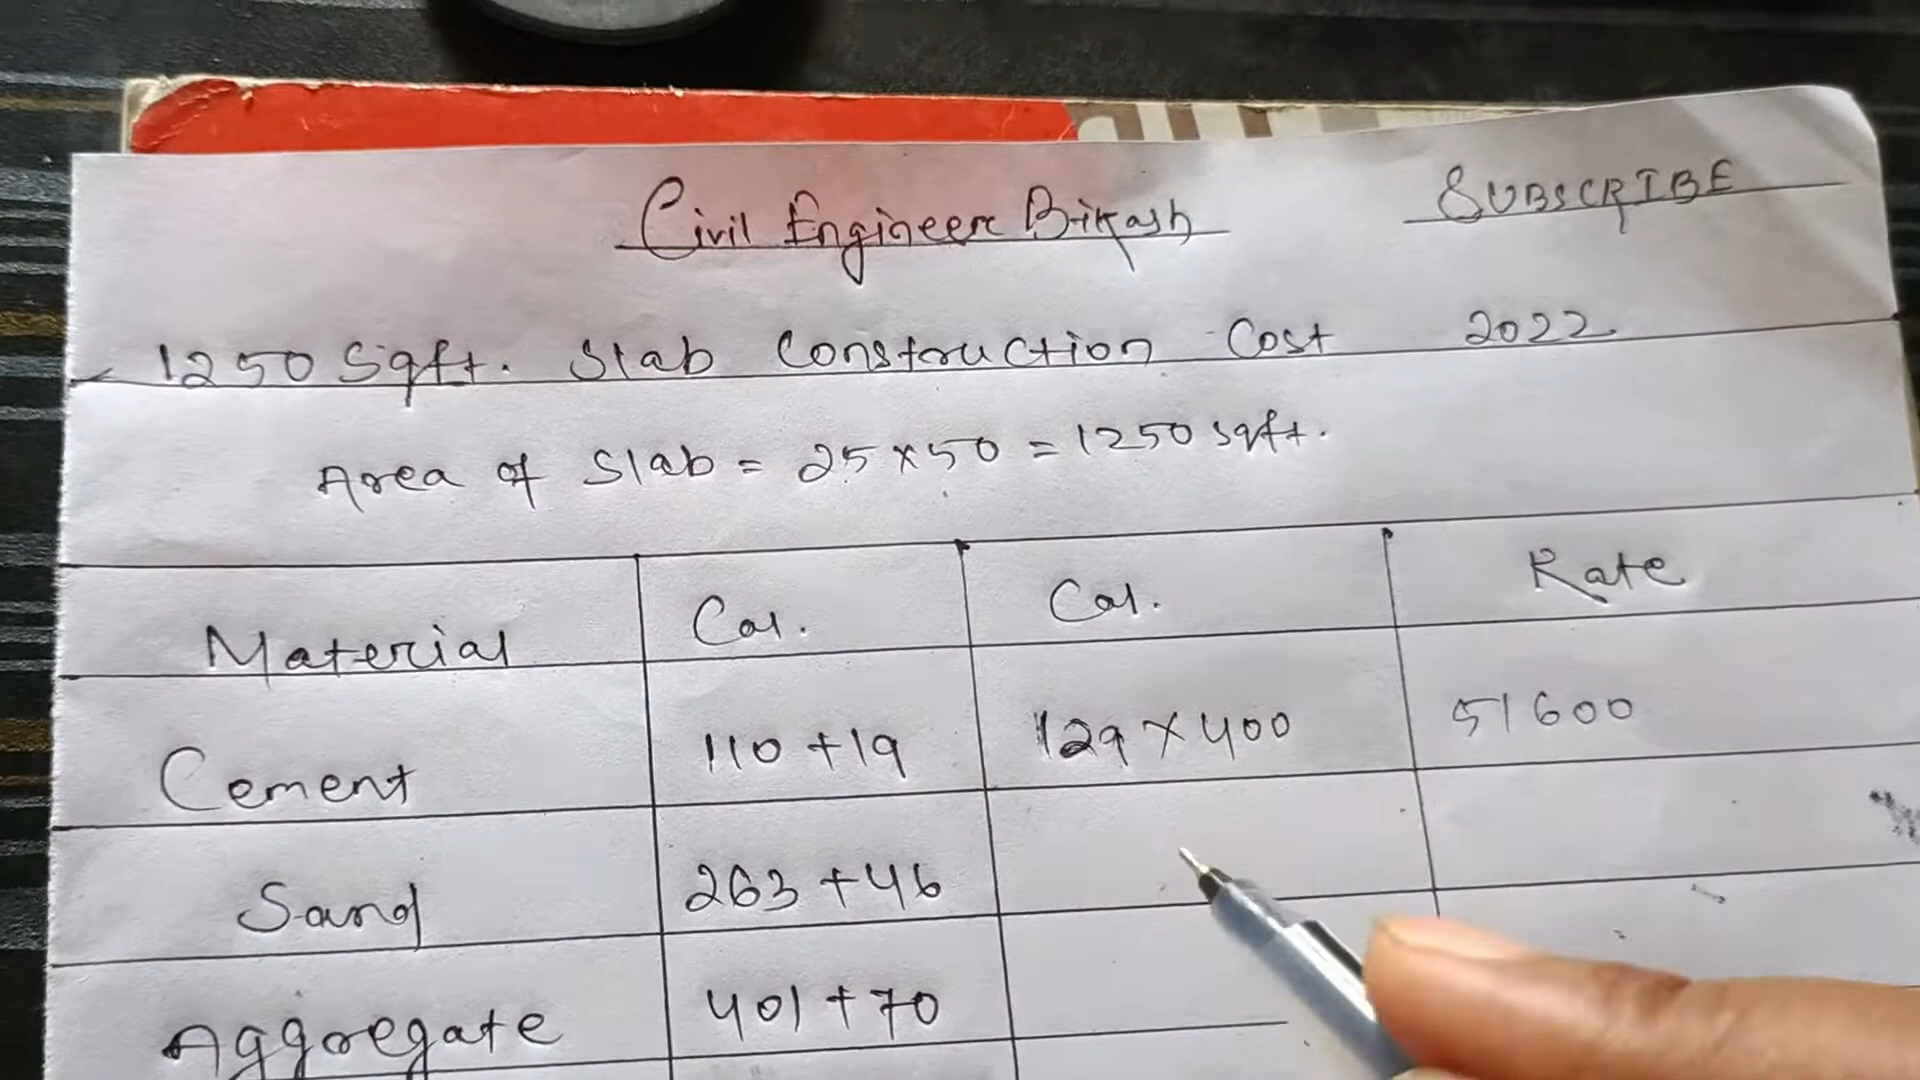 Civil Engineer Bikash SUBSCRIBE
1250 Sqft. Slab Construction Cost 2022
Area of Slab = 25×50 = 1250 sqft.
Material Cal. Cal. Rate
Cement 110+19 129×400 51600
Sand 263+46
Aggregate 401+70